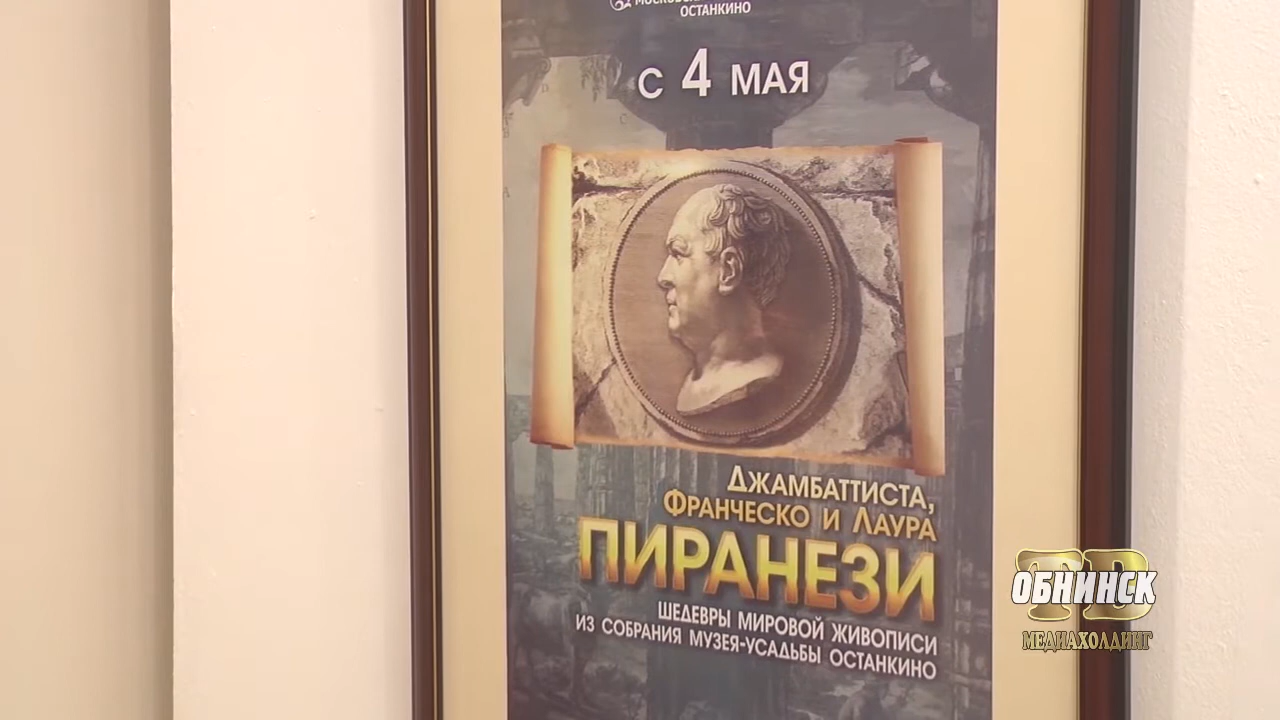 ОСТАНКИНО
С 4 МАЯ
ДЖАМБАТТИСТА,
ФРАНЧЕСКО И ЛАУРА
ПИРАНЕЗИ
ШЕДЕВРЫ МИРОВОЙ ЖИВОПИСИ
ИЗ СОБРАНИЯ МУЗЕЯ-УСАДЬБЫ ОСТАНКИНО
ТВ
ОБНИНСК
МЕДИАХОЛДИНГ